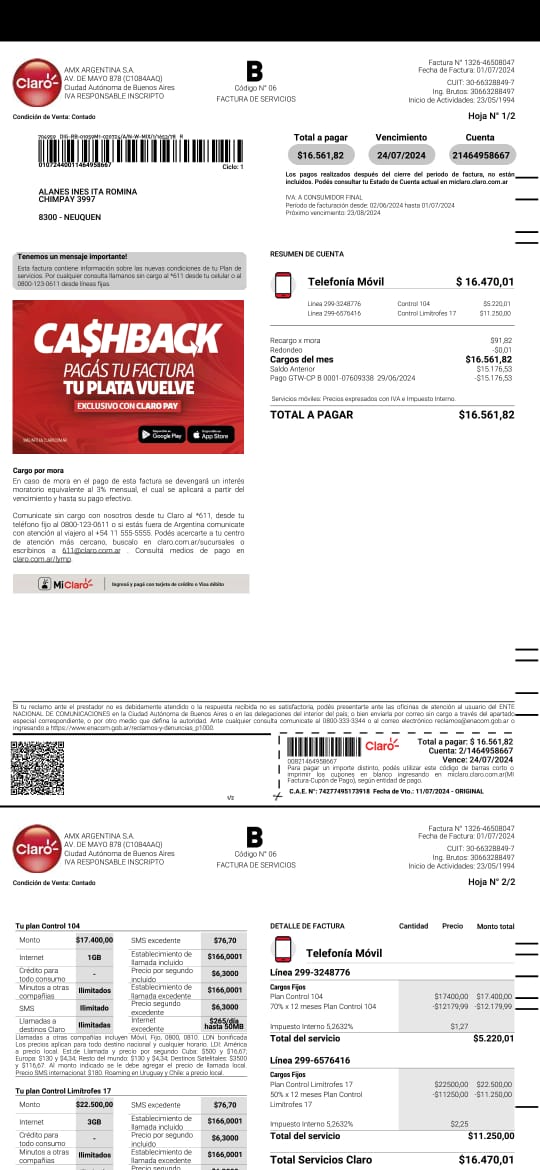 Claro
AMX ARGENTINA S.A.
AV. DE MAYO 878 (C1084AAQ)
Ciudad Autónoma de Buenos Aires
IVA RESPONSABLE INSCRIPTO
Condición de Venta: Contado
B
Código N° 06
FACTURA DE SERVICIOS
Factura N° 1326-46508047
Fecha de Factura: 01/07/2024
CUIT: 30-66328849-7
Ing. Brutos: 30663288497
Inicio de Actividades: 23/05/1994
Hoja N° 1/2
01072440011464958667
Ciclo: 1
ALANES INES ITA ROMINA
CHIMPAY 3997
8300 - NEUQUEN
Total a pagar
Vencimiento
Cuenta
$16.561,82
24/07/2024
21464958667
Los pagos realizados después del cierre del periodo de factura, no están
incluidos. Podés consultar tu Estado de Cuenta actual en miclaro.claro.com.ar
IVA: A CONSUMIDOR FINAL
Periodo de facturación desde: 02/06/2024 hasta 01/07/2024
Próximo vencimiento: 23/08/2024
Tenemos un mensaje importante!
Esta factura contiene información sobre las nuevas condiciones de tu Plan de
servicios. Por cualquier consulta llamanos sin cargo al *611 desde tu celular o al
0800-123-0611 desde líneas fijas.
CA$HBACK
PAGÁS TU FACTURA
TU PLATA VUELVE
EXCLUSIVO CON CLARO PAY
Google Play
App Store
RESUMEN DE CUENTA
Telefonía Móvil $ 16.470,01
Línea 299-3248776 Control 104 $5.220,01
Línea 299-6576416 Control Limitrofes 17 $11.250,00
Recargo x mora $91,82
Redondeo -$0,01
Cargos del mes $16.561,82
Saldo Anterior $15.176,53
Pago GTW-CP B 0001-07609338 29/06/2024 -$15.176,53
Servicios móviles: Precios expresados con IVA e Impuesto Interno.
TOTAL A PAGAR $16.561,82
Cargo por mora
En caso de mora en el pago de esta factura se devengará un interés
moratorio equivalente al 3% mensual, el cual se aplicará a partir del
vencimiento y hasta su pago efectivo.
Comunicate sin cargo con nosotros desde tu Claro al *611, desde tu
teléfono fijo al 0800-123-0611 o si estás fuera de Argentina comunicate
con atención al viajero al +54 11 555-5555. Podés acercarte a tu centro
de atención más cercano, buscalo en claro.com.ar/sucursales o
escribinos a 611@claro.com.ar . Consultá medios de pago en
claro.com.ar/lymp.
Mi Claro
Ingresá y pagá con tarjeta de crédito o Visa débito
Si tu reclamo ante el prestador no es debidamente atendido o la respuesta recibida no es satisfactoria, podés presentarte ante las oficinas de atención al usuario del ENTE
NACIONAL DE COMUNICACIONES en la Ciudad Autónoma de Buenos Aires o en las delegaciones del interior del país, o bien enviarla por correo sin cargo a través del apartado
especial correspondiente, o por otro medio que defina la autoridad. Ante cualquier consulta comunicate al 0800-333-3344 o al correo electrónico reclamos@enacom.gob.ar o
ingresando a https://www.enacom.gob.ar/reclamos-y-denuncias_p1000.
1/2
00821464958667
Claro
Total a pagar: $ 16.561,82
Cuenta: 2/1464958667
Vence: 24/07/2024
Para pagar un importe distinto, podés utilizar este código de barras corto o
imprimir los cupones en blanco ingresando en miclaro.claro.com.ar(Mi
Factura-Cupón de Pago), según entidad de pago.
C.A.E. N°: 74277495173918 Fecha de Vto.: 11/07/2024 - ORIGINAL
Claro
AMX ARGENTINA S.A.
AV. DE MAYO 878 (C1084AAQ)
Ciudad Autónoma de Buenos Aires
IVA RESPONSABLE INSCRIPTO
Condición de Venta: Contado
B
Código N° 06
FACTURA DE SERVICIOS
Factura N° 1326-46508047
Fecha de Factura: 01/07/2024
CUIT: 30-66328849-7
Ing. Brutos: 30663288497
Inicio de Actividades: 23/05/1994
Hoja N° 2/2
Tu plan Control 104
Monto $17.400,00 SMS excedente $76,70
Internet 1GB Establecimiento de llamada incluido $166,0001
Crédito para todo consumo - Precio por segundo incluido $6,3000
Minutos a otras compañías Ilimitados Establecimiento de llamada excedente $166,0001
SMS Ilimitado Precio segundo excedente $6,3000
Llamadas a destinos Claro Ilimitadas Internet excedente $265/día hasta 50MB
Llamadas a otras compañías incluyen Móvil, Fijo, 0800, 0810. LDN bonificada
Los precios aplican para todo destino nacional y cualquier horario. LDI: América
a precio local. Est.de Llamada y precio por segundo Cuba: $500 y $16,67;
Europa: $130 y $4,34; Resto del mundo: $130 y $4,34; Destinos Satelitales: $3500
y $116,67. Al monto indicado se le debe agregar el precio de llamada local.
Precio SMS internacional: $180. Roaming en Uruguay y Chile: a precio local.
Tu plan Control Limitrofes 17
Monto $22.500,00 SMS excedente $76,70
Internet 3GB Establecimiento de llamada incluido $166,0001
Crédito para todo consumo - Precio por segundo incluido $6,3000
Minutos a otras compañías Ilimitados Establecimiento de llamada excedente $166,0001
Precio segundo $6,3000
DETALLE DE FACTURA Cantidad Precio Monto total
Telefonía Móvil
Línea 299-3248776
Cargos Fijos
Plan Control 104 $17400,00 $17.400,00
70% x 12 meses Plan Control 104 -$12179,99 -$12.179,99
Impuesto Interno 5,2632% $1,27
Total del servicio $5.220,01
Línea 299-6576416
Cargos Fijos
Plan Control Limitrofes 17 $22500,00 $22.500,00
50% x 12 meses Plan Control -$11250,00 -$11.250,00
Limitrofes 17
Impuesto Interno 5,2632% $2,25
Total del servicio $11.250,00
Total Servicios Claro $16.470,01